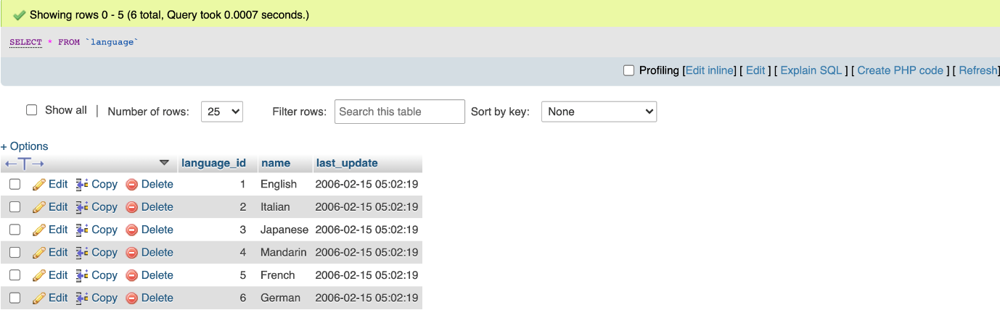 Showing rows 0 - 5 (6 total, Query took 0.0007 seconds.)
SELECT * FROM `language`
Profiling [Edit inline] [ Edit ] [ Explain SQL ] [ Create PHP code ] [ Refresh]
Show all | Number of rows: 25 Filter rows: Search this table Sort by key: None
+ Options
←T→ language_id name last_update
Edit Copy Delete 1 English 2006-02-15 05:02:19
Edit Copy Delete 2 Italian 2006-02-15 05:02:19
Edit Copy Delete 3 Japanese 2006-02-15 05:02:19
Edit Copy Delete 4 Mandarin 2006-02-15 05:02:19
Edit Copy Delete 5 French 2006-02-15 05:02:19
Edit Copy Delete 6 German 2006-02-15 05:02:19